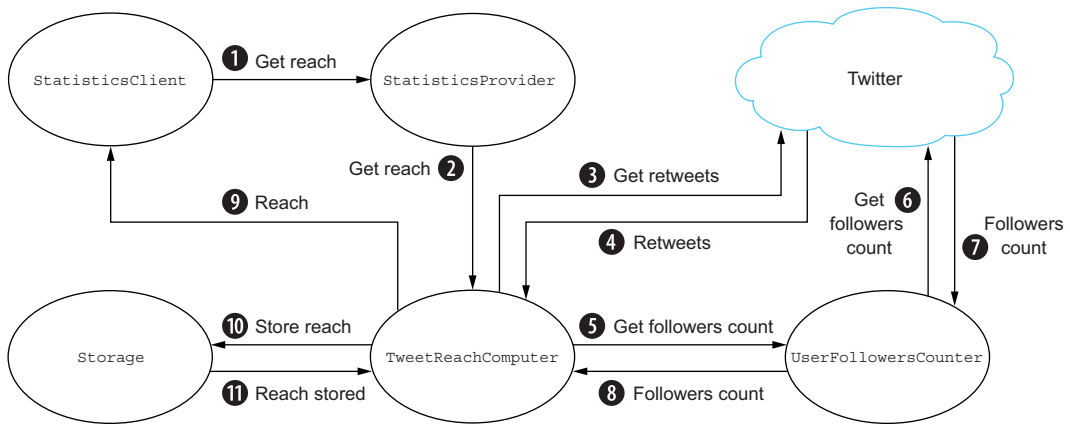 1 Get reach
StatisticsClient
StatisticsProvider
Twitter
Get reach 2
3 Get retweets
9 Reach
4 Retweets
Get 6
followers
count
Followers
7 count
10 Store reach
5 Get followers count
Storage
TweetReachComputer
UserFollowersCounter
11 Reach stored
8 Followers count